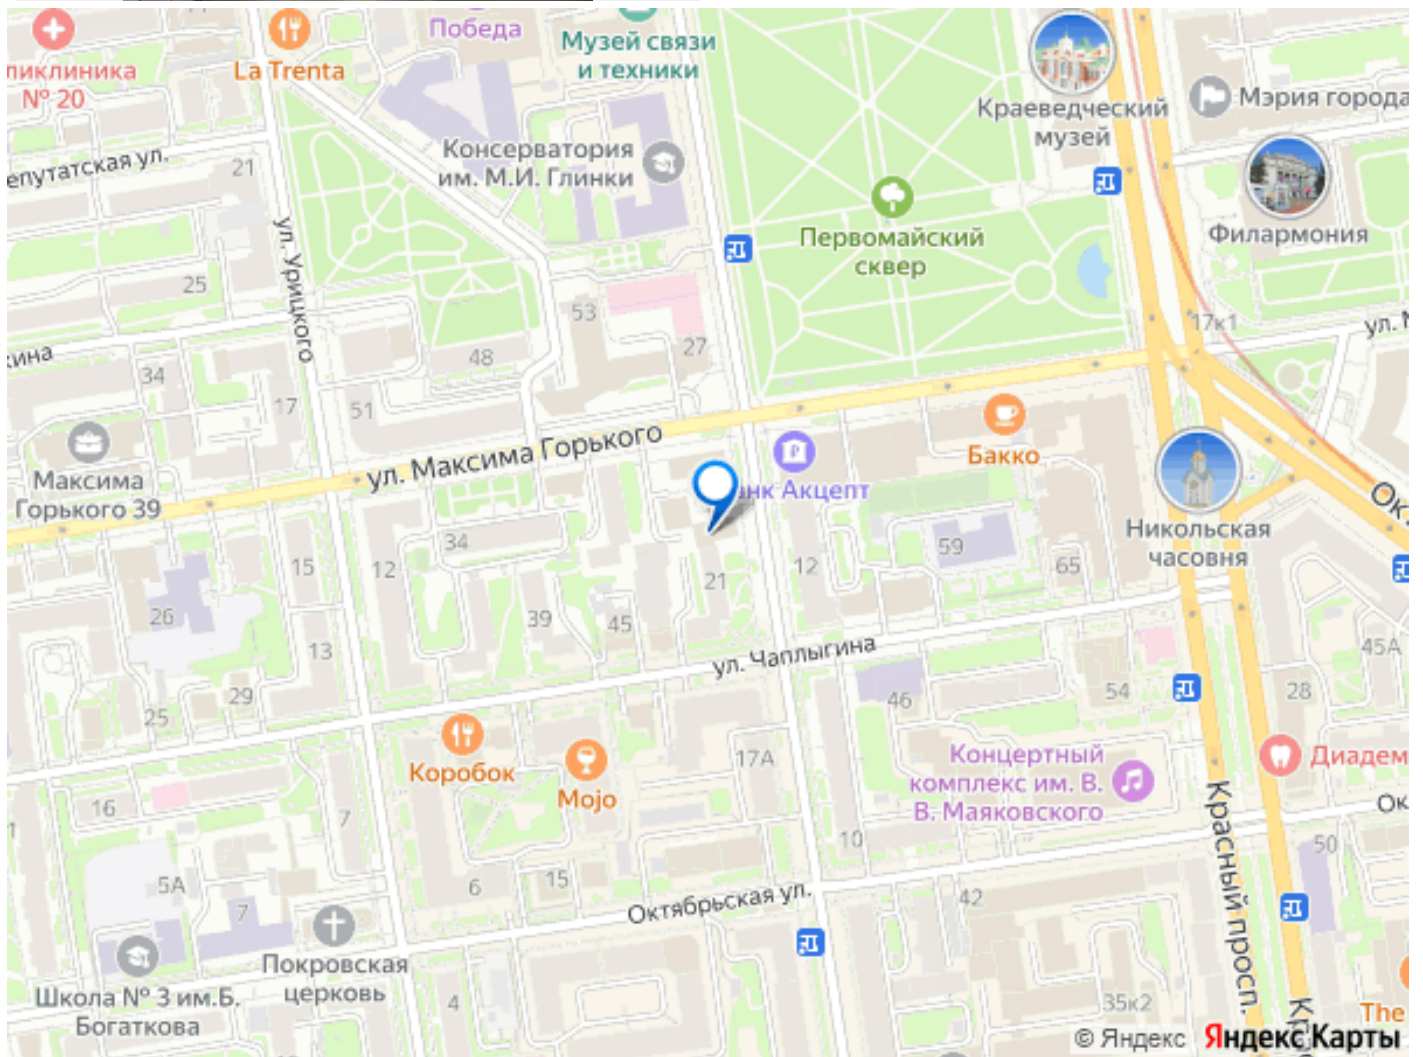 Победа
Музей связи
и техники
La Trenta
ликлиника
№ 20
Краеведческий
музей
Мэрия города
Консерватория
им. М.И. Глинки
епутатская ул.
21
ул. Урицкого
Первомайский
сквер
Филармония
25
53
17к1
ул. М
кина
34
48
27
17
51
ул. Максима Горького
Бакко
Максима
Горького 39
нк Акцепт
Никольская
часовня
Ок
34
59
15
12
12
65
21
26
39
45
13
ул. Чаплыгина
45А
29
25
46
54
28
Коробок
Mojo
17А
Концертный
комплекс им. В.
В. Маяковского
Диадем
16
7
10
Красный просп.
Ок
50
5А
7
6
15
Октябрьская ул.
42
Покровская
церковь
Школа № 3 им.Б.
Богаткова
4
35к2
The
Кр
© Яндекс Яндекс Карты